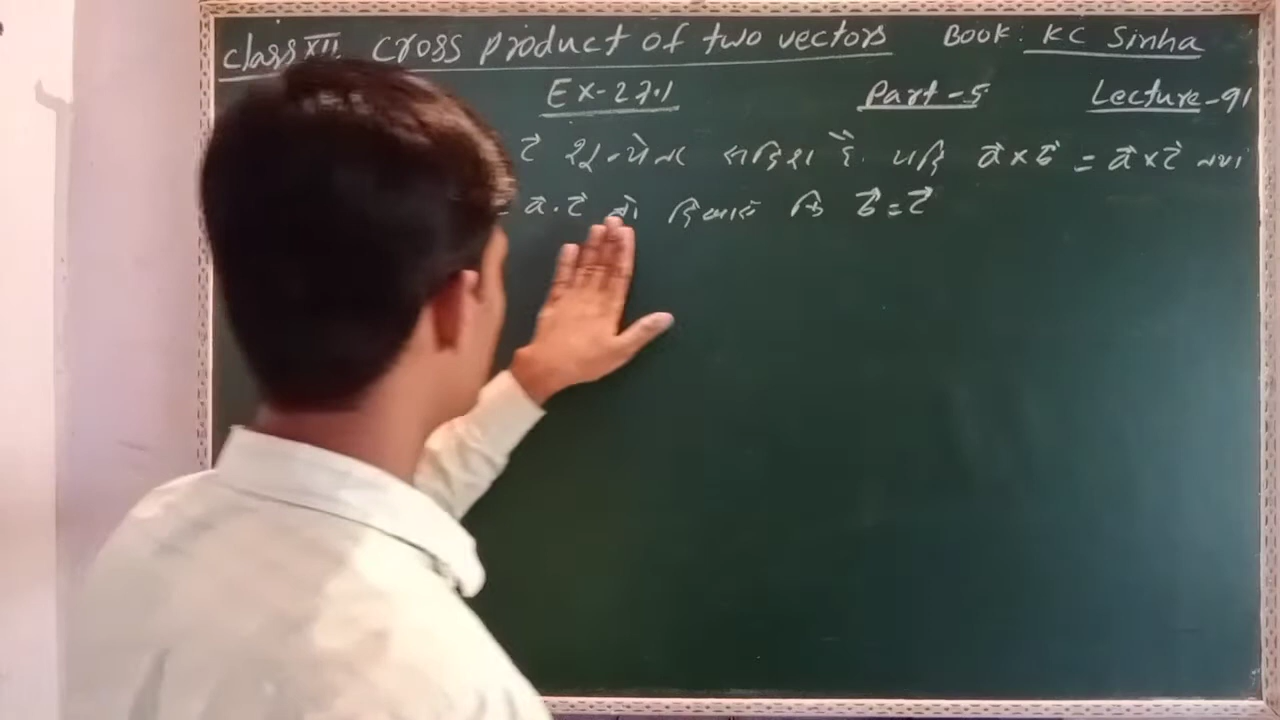 class XII cross product of two vectors Book: KC Sinha
Ex-27.1 Part-5 Lecture-91
c⃗ शून्येतर सदिश हैं यदि a⃗ × b⃗ = a⃗ × c⃗ तथा
= a⃗ . c⃗ तो दिखायें कि b⃗ = c⃗